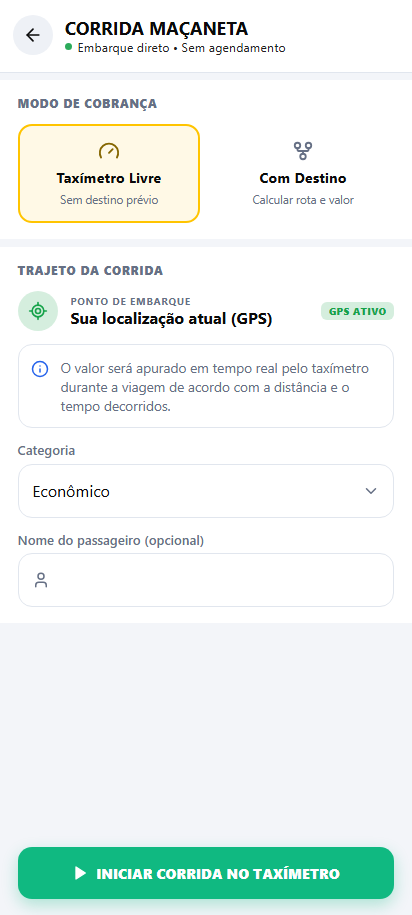 CORRIDA MAÇANETA
Embarque direto • Sem agendamento
MODO DE COBRANÇA
Taxímetro Livre
Sem destino prévio
Com Destino
Calcular rota e valor
TRAJETO DA CORRIDA
PONTO DE EMBARQUE
Sua localização atual (GPS)
GPS ATIVO
O valor será apurado em tempo real pelo taxímetro
durante a viagem de acordo com a distância e o
tempo decorridos.
Categoria
Econômico
Nome do passageiro (opcional)
INICIAR CORRIDA NO TAXÍMETRO